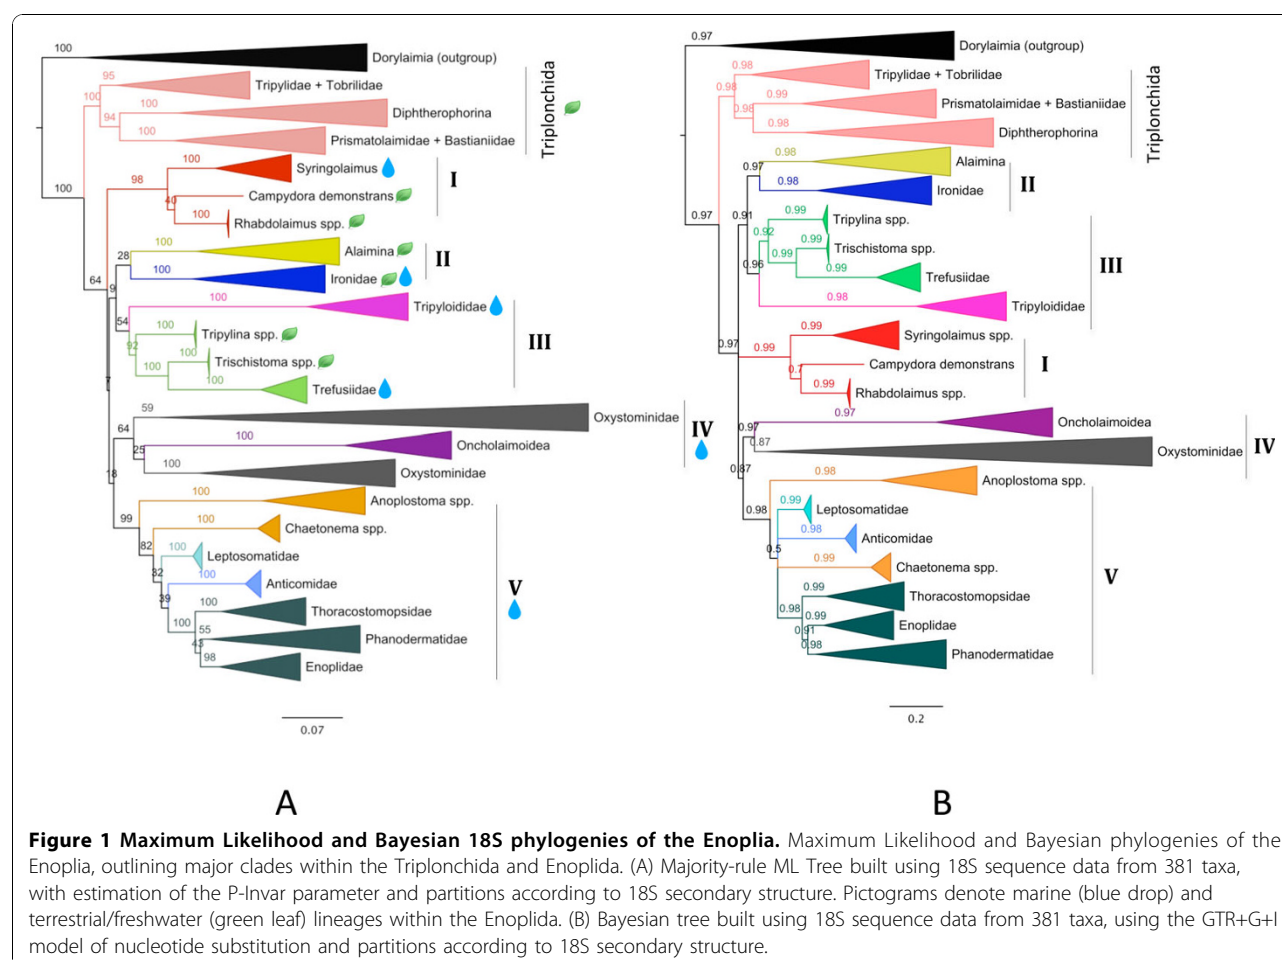 100
Dorylaimia (outgroup)
95
Tripylidae + Tobrilidae
100
100
Diphtherophorina
94
100
Prismatolaimidae + Bastianiidae
Triplonchida
100
Syringolaimus
100
98
Campydora demonstrans
40
100
Rhabdolaimus spp.
I
100
Alaimina
28
100
Ironidae
II
64
9
100
Tripyloididae
54
100
Tripylina spp.
92
100
Trischistoma spp.
100
100
Trefusiidae
III
7
59
Oxystominidae
64
100
Oncholaimoidea
25
100
Oxystominidae
IV
18
100
Anoplostoma spp.
99
100
Chaetonema spp.
82
100
Leptosomatidae
32
100
Anticomidae
39
100
Thoracostomopsidae
100
55
Phanodermatidae
43
98
Enoplidae
V
0.07
A
0.97
Dorylaimia (outgroup)
0.98
Tripylidae + Tobrilidae
0.98
0.99
Prismatolaimidae + Bastianiidae
0.98
0.98
Diphtherophorina
Triplonchida
0.98
Alaimina
0.97
0.98
Ironidae
II
0.97
0.91
0.99
Tripylina spp.
0.92
Trischistoma spp.
0.99
0.99
Trefusiidae
0.96
0.98
Tripyloididae
III
0.99
Syringolaimus spp.
0.97
0.99
Campydora demonstrans
0.7
0.99
Rhabdolaimus spp.
I
0.97
Oncholaimoidea
0.97
0.87
Oxystominidae
IV
0.87
0.98
Anoplostoma spp.
0.98
0.99
Leptosomatidae
0.98
Anticomidae
0.5
0.99
Chaetonema spp.
0.99
Thoracostomopsidae
0.98
0.99
Enoplidae
0.91
0.98
Phanodermatidae
V
0.2
B
Figure 1 Maximum Likelihood and Bayesian 18S phylogenies of the Enoplia. Maximum Likelihood and Bayesian phylogenies of the
Enoplia, outlining major clades within the Triplonchida and Enoplida. (A) Majority-rule ML Tree built using 18S sequence data from 381 taxa,
with estimation of the P-Invar parameter and partitions according to 18S secondary structure. Pictograms denote marine (blue drop) and
terrestrial/freshwater (green leaf) lineages within the Enoplida. (B) Bayesian tree built using 18S sequence data from 381 taxa, using the GTR+G+I
model of nucleotide substitution and partitions according to 18S secondary structure.